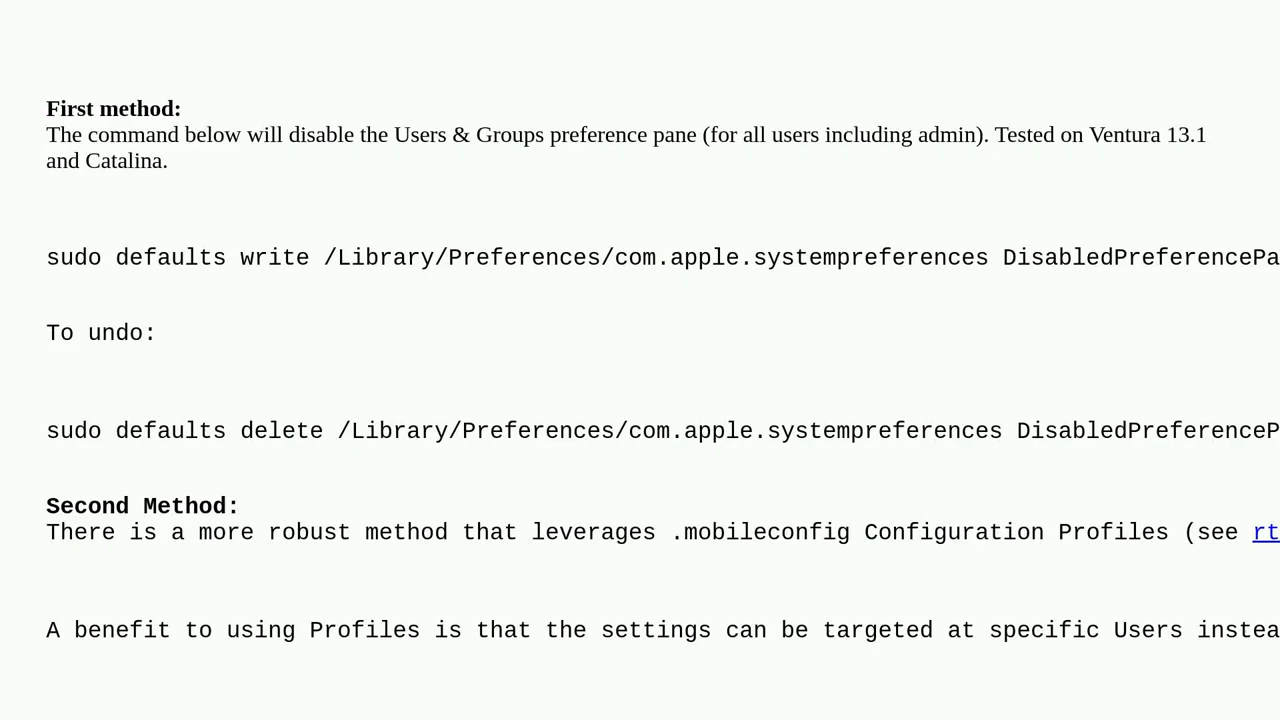 First method:
The command below will disable the Users & Groups preference pane (for all users including admin). Tested on Ventura 13.1
and Catalina.
sudo defaults write /Library/Preferences/com.apple.systempreferences DisabledPreferencePa
To undo:
sudo defaults delete /Library/Preferences/com.apple.systempreferences DisabledPreferenceP
Second Method:
There is a more robust method that leverages .mobileconfig Configuration Profiles (see rt
A benefit to using Profiles is that the settings can be targeted at specific Users instea